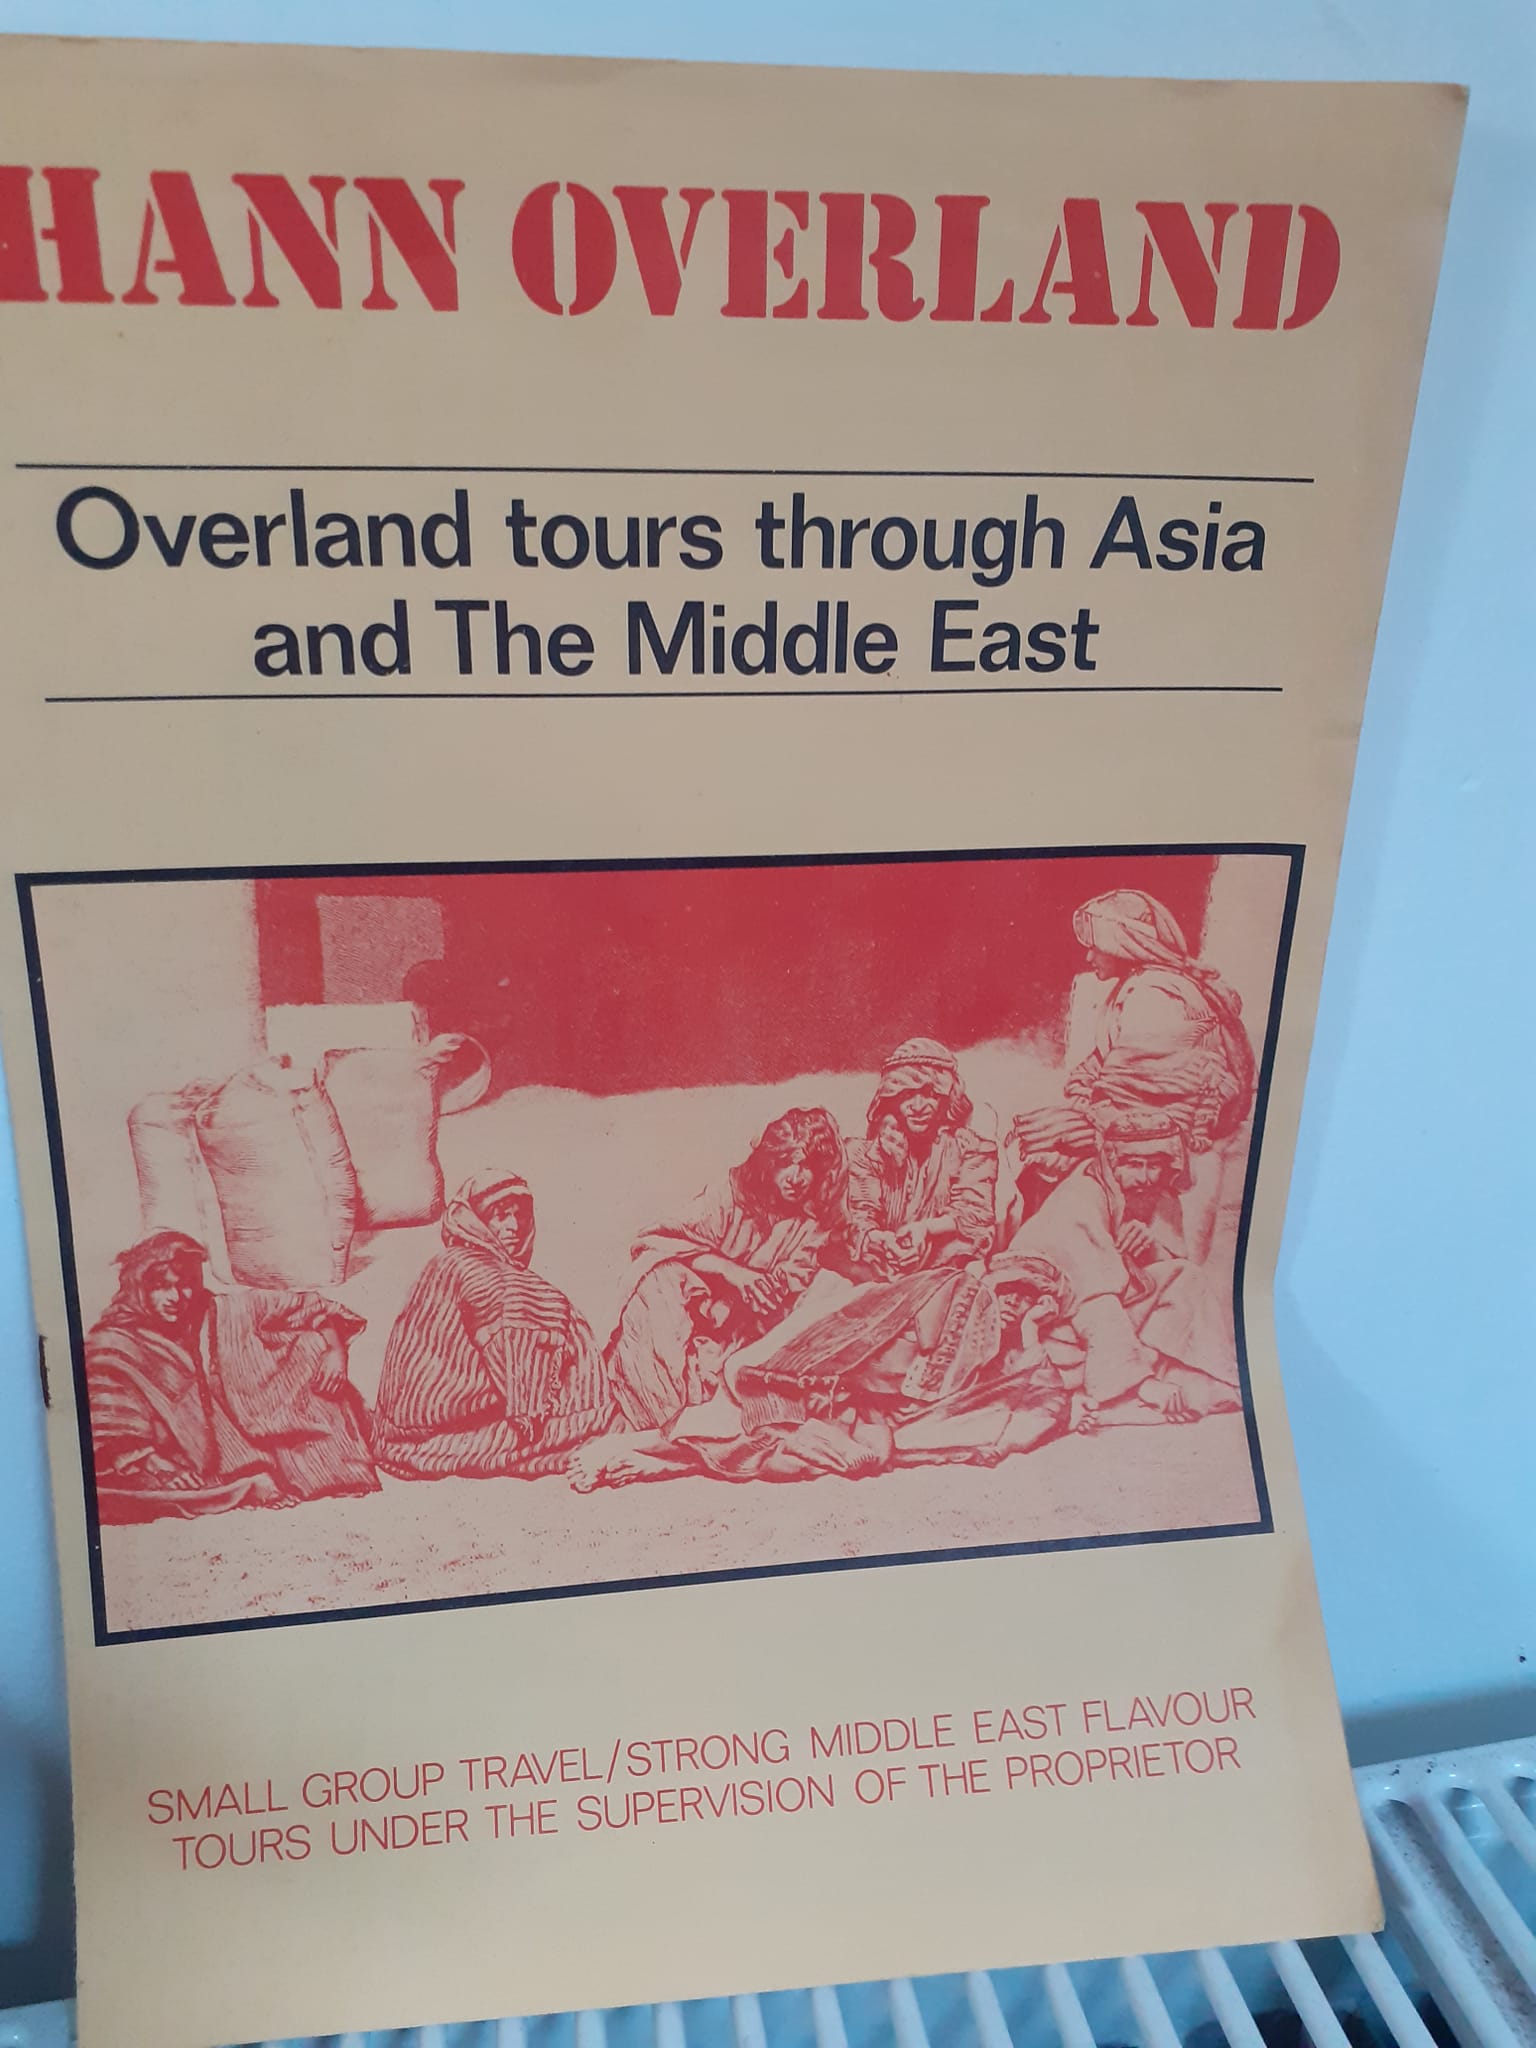 HANN OVERLAND
Overland tours through Asia
and The Middle East
SMALL GROUP TRAVEL/STRONG MIDDLE EAST FLAVOUR
TOURS UNDER THE SUPERVISION OF THE PROPRIETOR